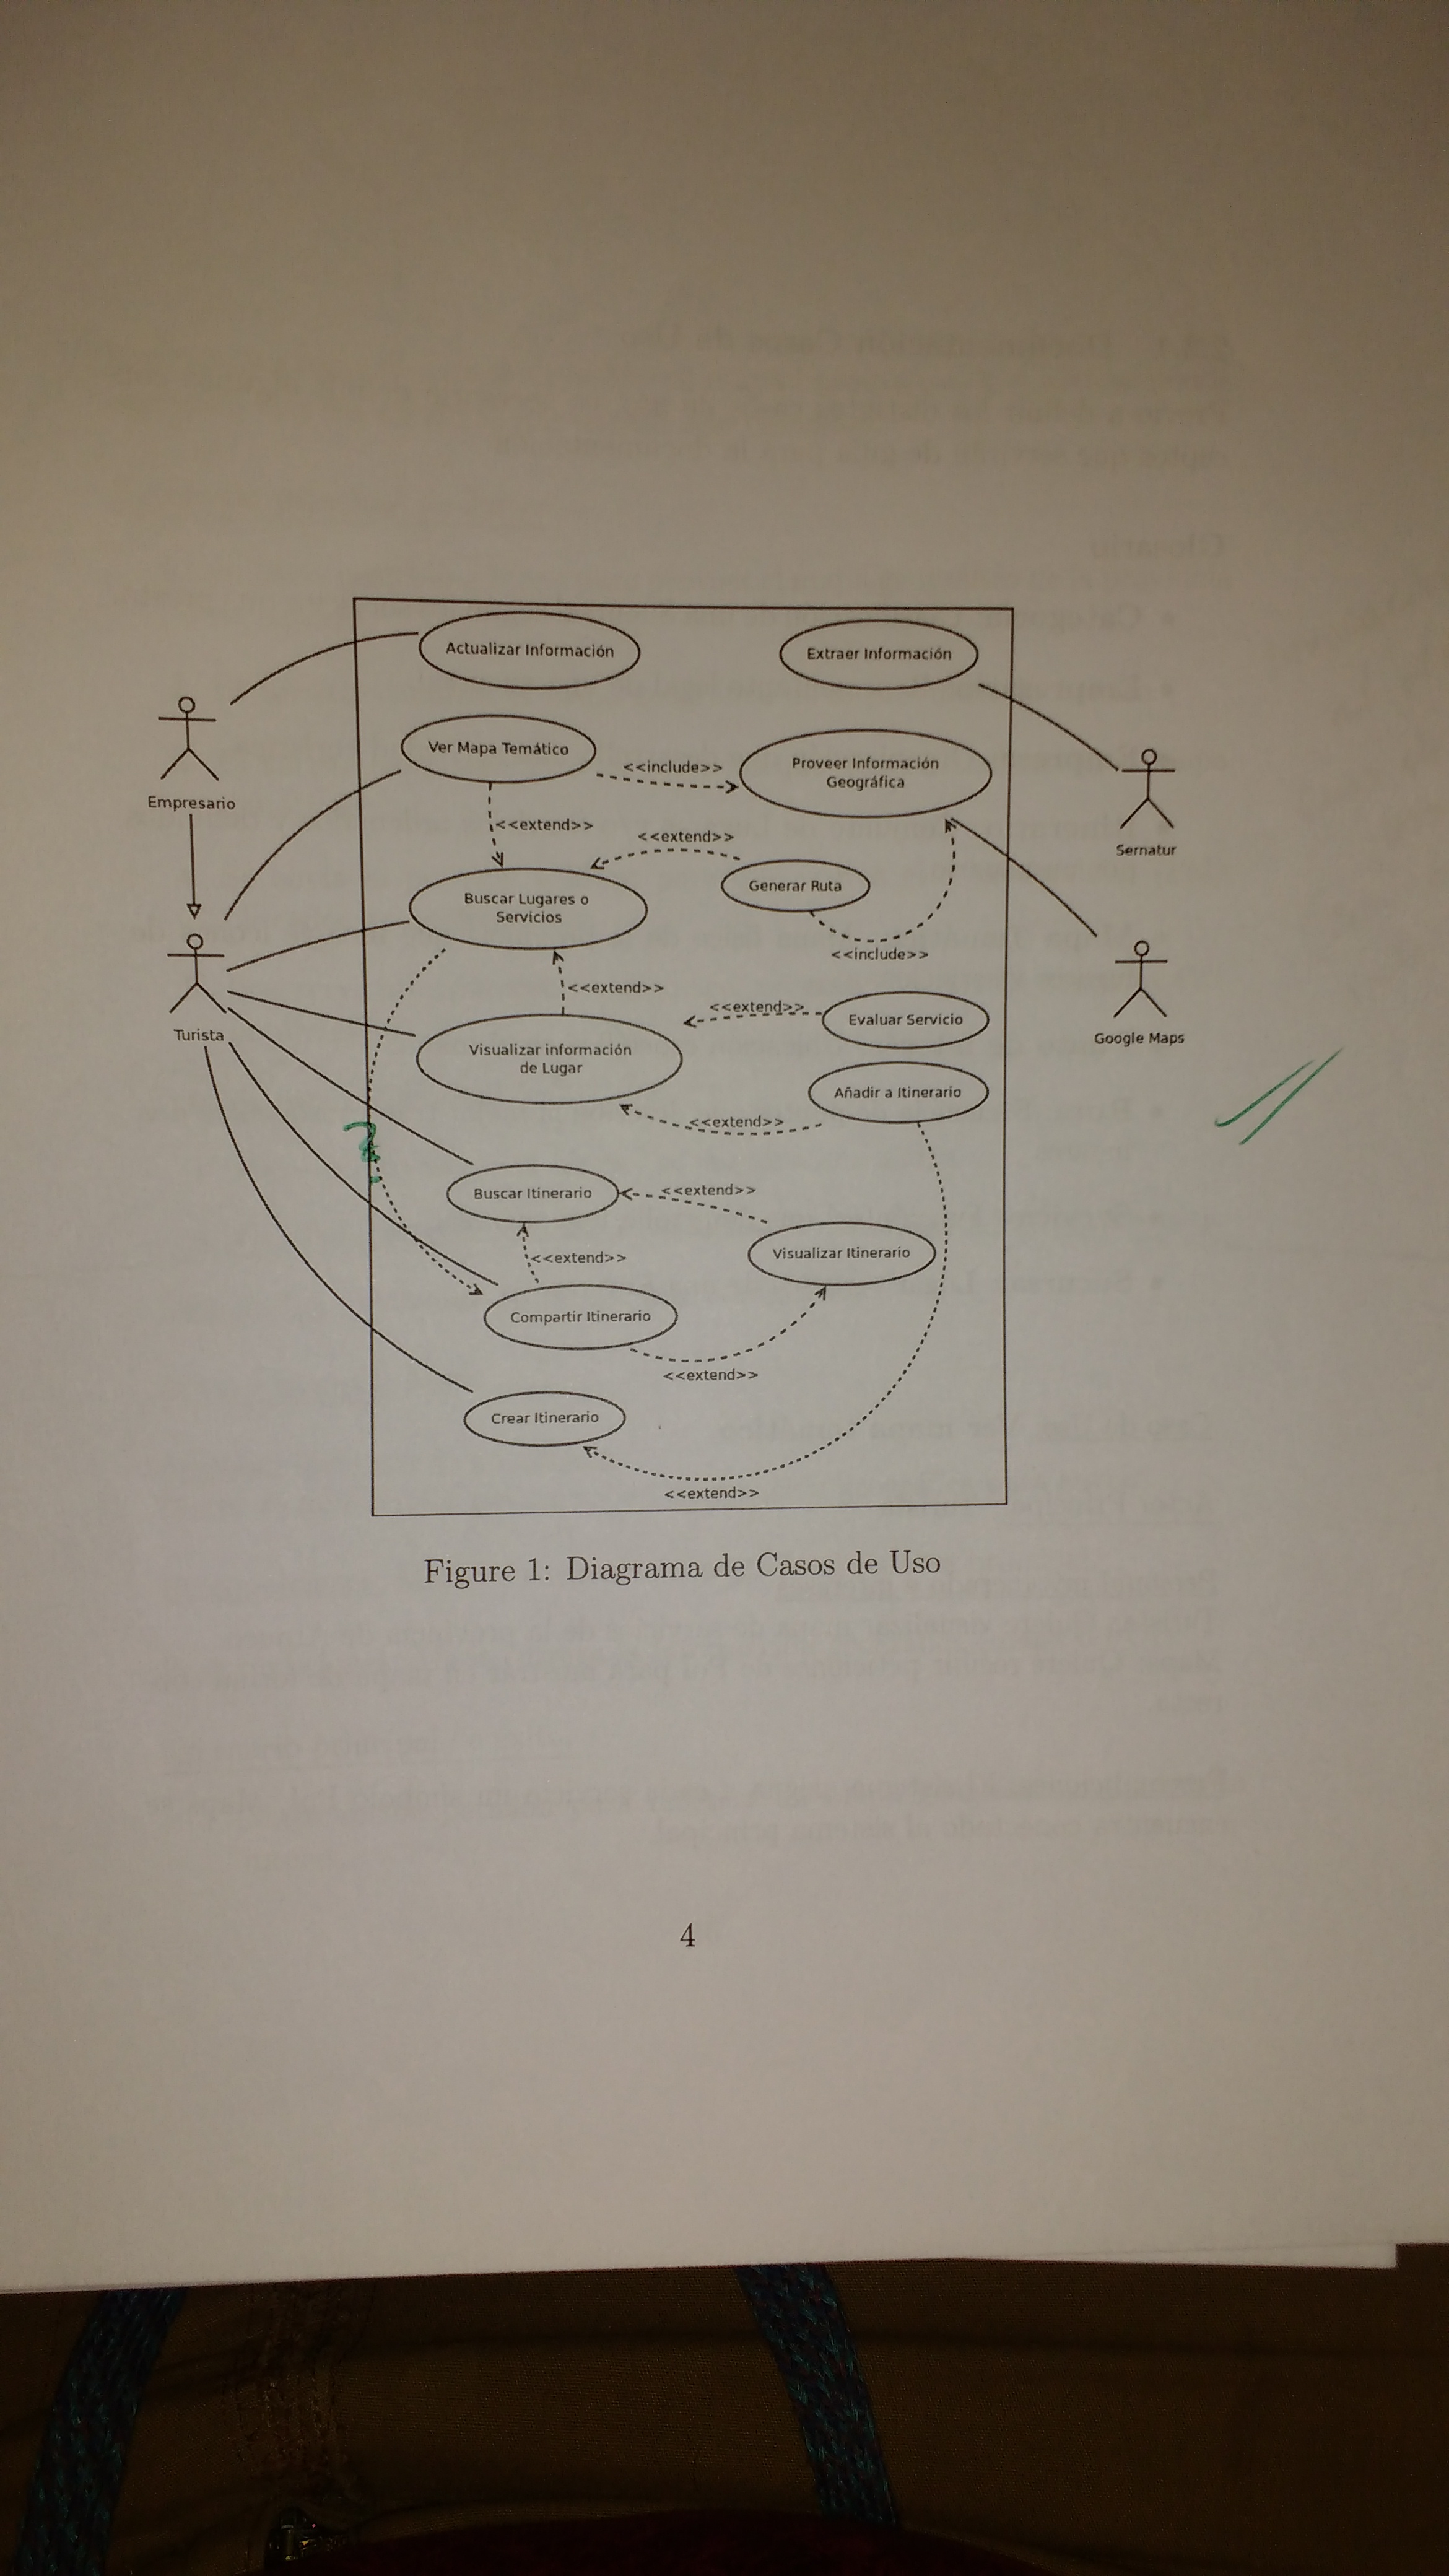 Actualizar Información
Extraer Información
Ver Mapa Temático
<<include>>
Proveer Información
Geográfica
Empresario
<<extend>>
<<extend>>
Sernatur
Generar Ruta
Buscar Lugares o
Servicios
<<include>>
<<extend>>
<<extend>>
Evaluar Servicio
Turista
Google Maps
Visualizar información
de Lugar
Añadir a Itinerario
<<extend>>
?
Buscar Itinerario
<<extend>>
<<extend>>
Visualizar Itinerario
Compartir Itinerario
<<extend>>
Crear Itinerario
<<extend>>
Figure 1: Diagrama de Casos de Uso
4